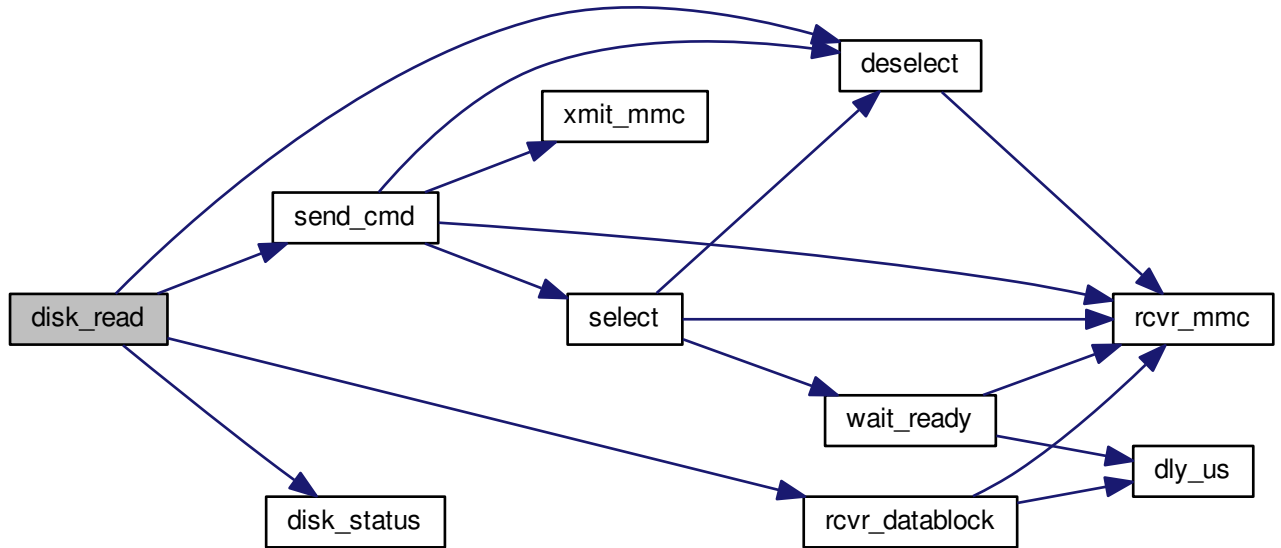 deselect
xmit_mmc
send_cmd
disk_read
select
rcvr_mmc
wait_ready
dly_us
disk_status
rcvr_datablock